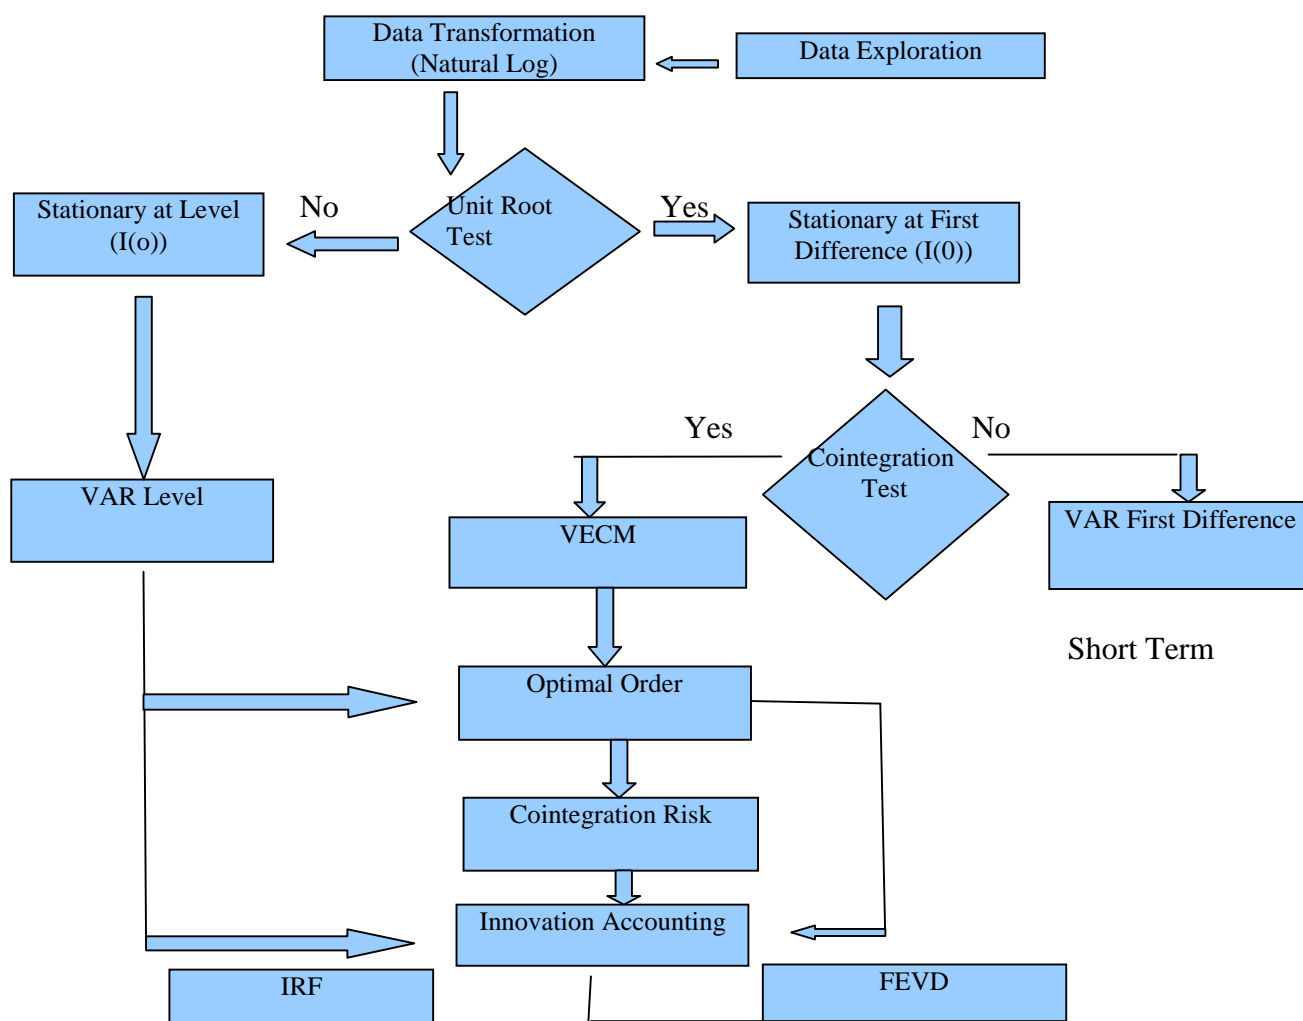 Data Transformation
(Natural Log)
Data Exploration
No
Unit Root
Test
Yes
Stationary at Level
(I(o))
Stationary at First
Difference (I(0))
Yes
No
Cointegration
Test
VAR Level
VECM
VAR First Difference
Short Term
Optimal Order
Cointegration Risk
Innovation Accounting
IRF
FEVD